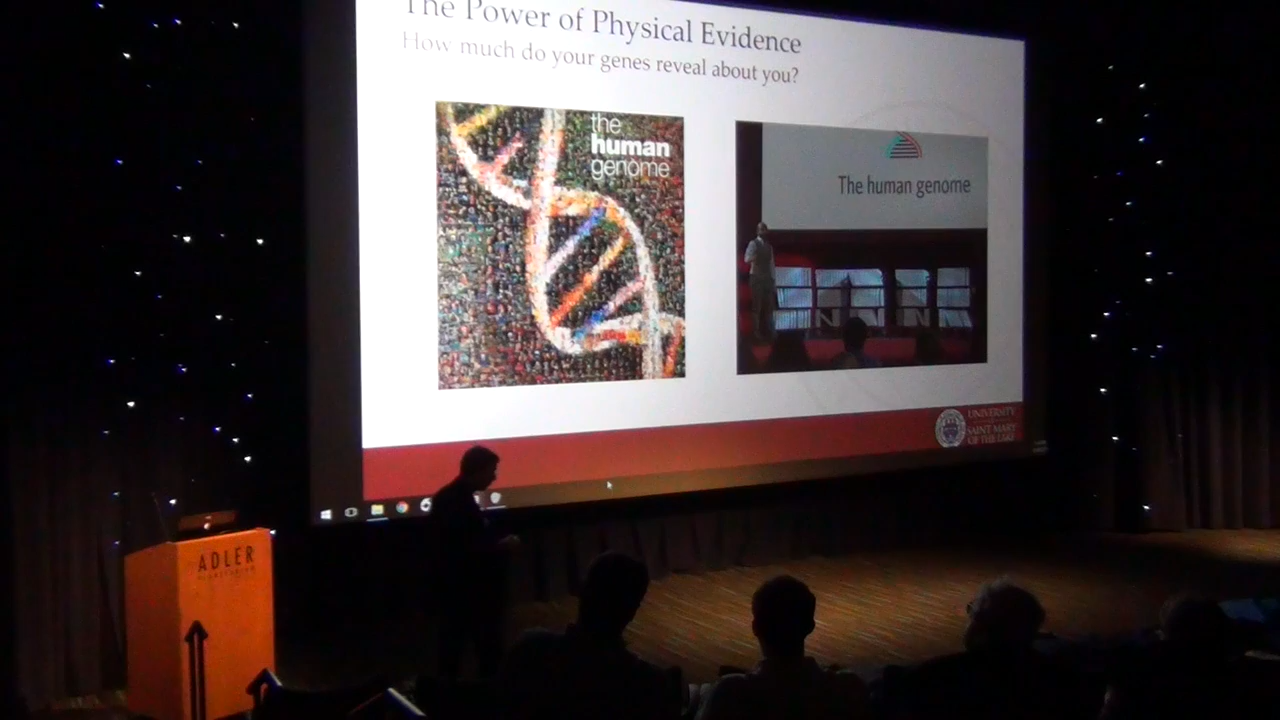 The Power of Physical Evidence
How much do your genes reveal about you?
the
human
genome
The human genome
UNIVERSITY
SAINT MARY
OF THE LAKE
ADLER
PLANETARIUM